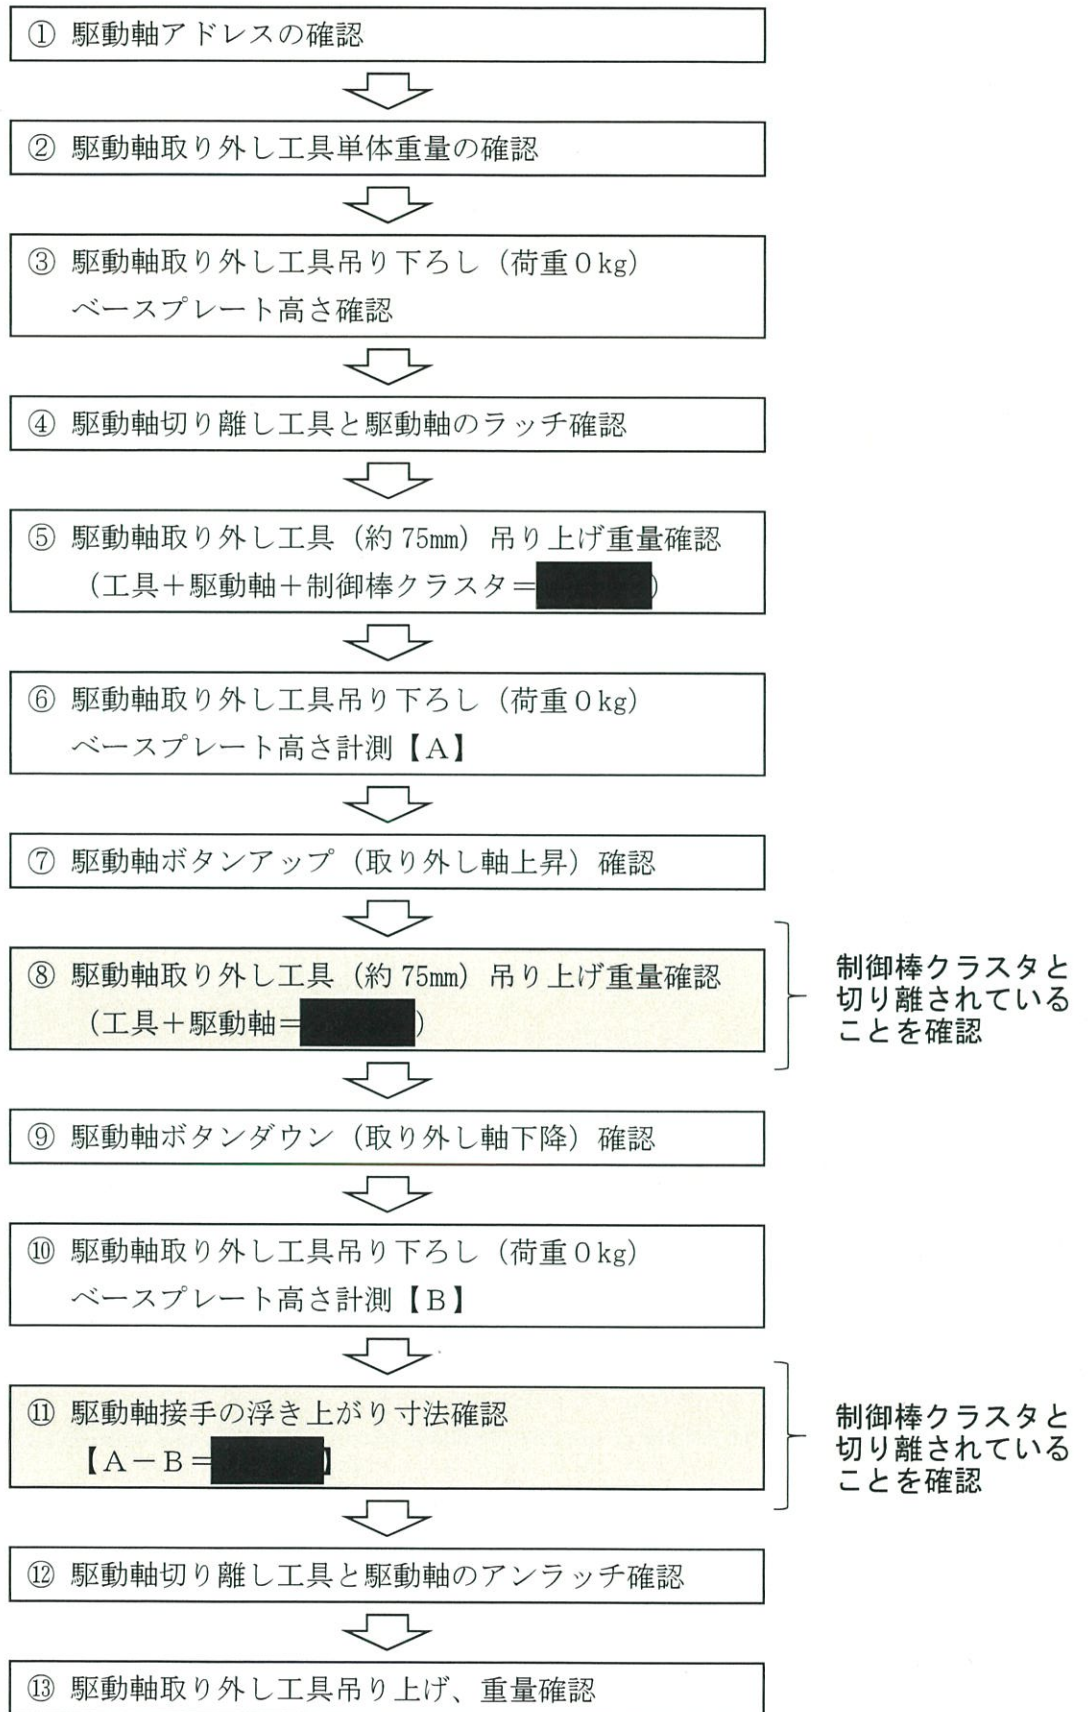 ① 駆動軸アドレスの確認
② 駆動軸取り外し工具単体重量の確認
③ 駆動軸取り外し工具吊り下ろし（荷重０kg）
ベースプレート高さ確認
④ 駆動軸切り離し工具と駆動軸のラッチ確認
⑤ 駆動軸取り外し工具（約 75mm）吊り上げ重量確認
（工具＋駆動軸＋制御棒クラスタ＝）
⑥ 駆動軸取り外し工具吊り下ろし（荷重０kg）
ベースプレート高さ計測【Ａ】
⑦ 駆動軸ボタンアップ（取り外し軸上昇）確認
⑧ 駆動軸取り外し工具（約 75mm）吊り上げ重量確認
（工具＋駆動軸＝）
制御棒クラスタと
切り離されている
ことを確認
⑨ 駆動軸ボタンダウン（取り外し軸下降）確認
⑩ 駆動軸取り外し工具吊り下ろし（荷重０kg）
ベースプレート高さ計測【Ｂ】
⑪ 駆動軸接手の浮き上がり寸法確認
【Ａ－Ｂ＝】
制御棒クラスタと
切り離されている
ことを確認
⑫ 駆動軸切り離し工具と駆動軸のアンラッチ確認
⑬ 駆動軸取り外し工具吊り上げ、重量確認